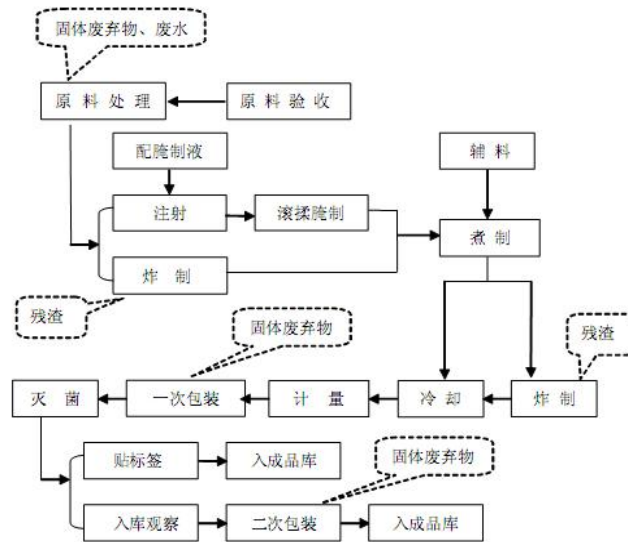 固体废弃物、废水
原料处理
原料验收
配腌制液
辅料
注射
滚揉腌制
煮制
炸制
残渣
固体废弃物
残渣
灭菌
一次包装
计量
冷却
炸制
贴标签
入成品库
固体废弃物
入库观察
二次包装
入成品库